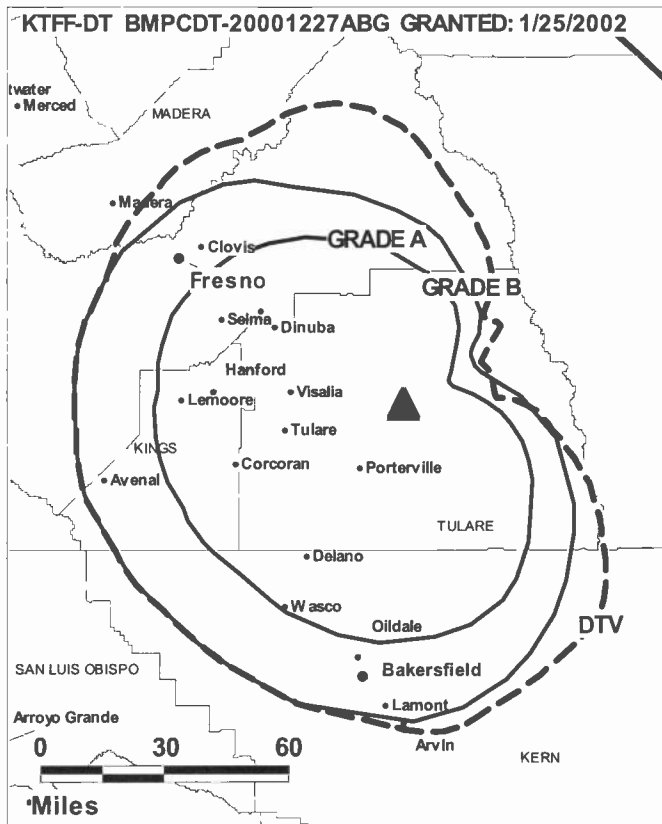 KTFF-DT BMPCDT-20001227ABG GRANTED: 1/25/2002
twater
Merced
MADERA
Madera
Clovis
GRADE A
Fresno
GRADE B
Selma
Dinuba
Hanford
Lemoore
Visalia
Tulare
KINGS
Corcoran
Porterville
Avenal
TULARE
Delano
Wasco
Oildale
DTV
SAN LUIS OBISPO
Bakersfield
Lamont
Arroyo Grande
Arvin
KERN
0 30 60
Miles